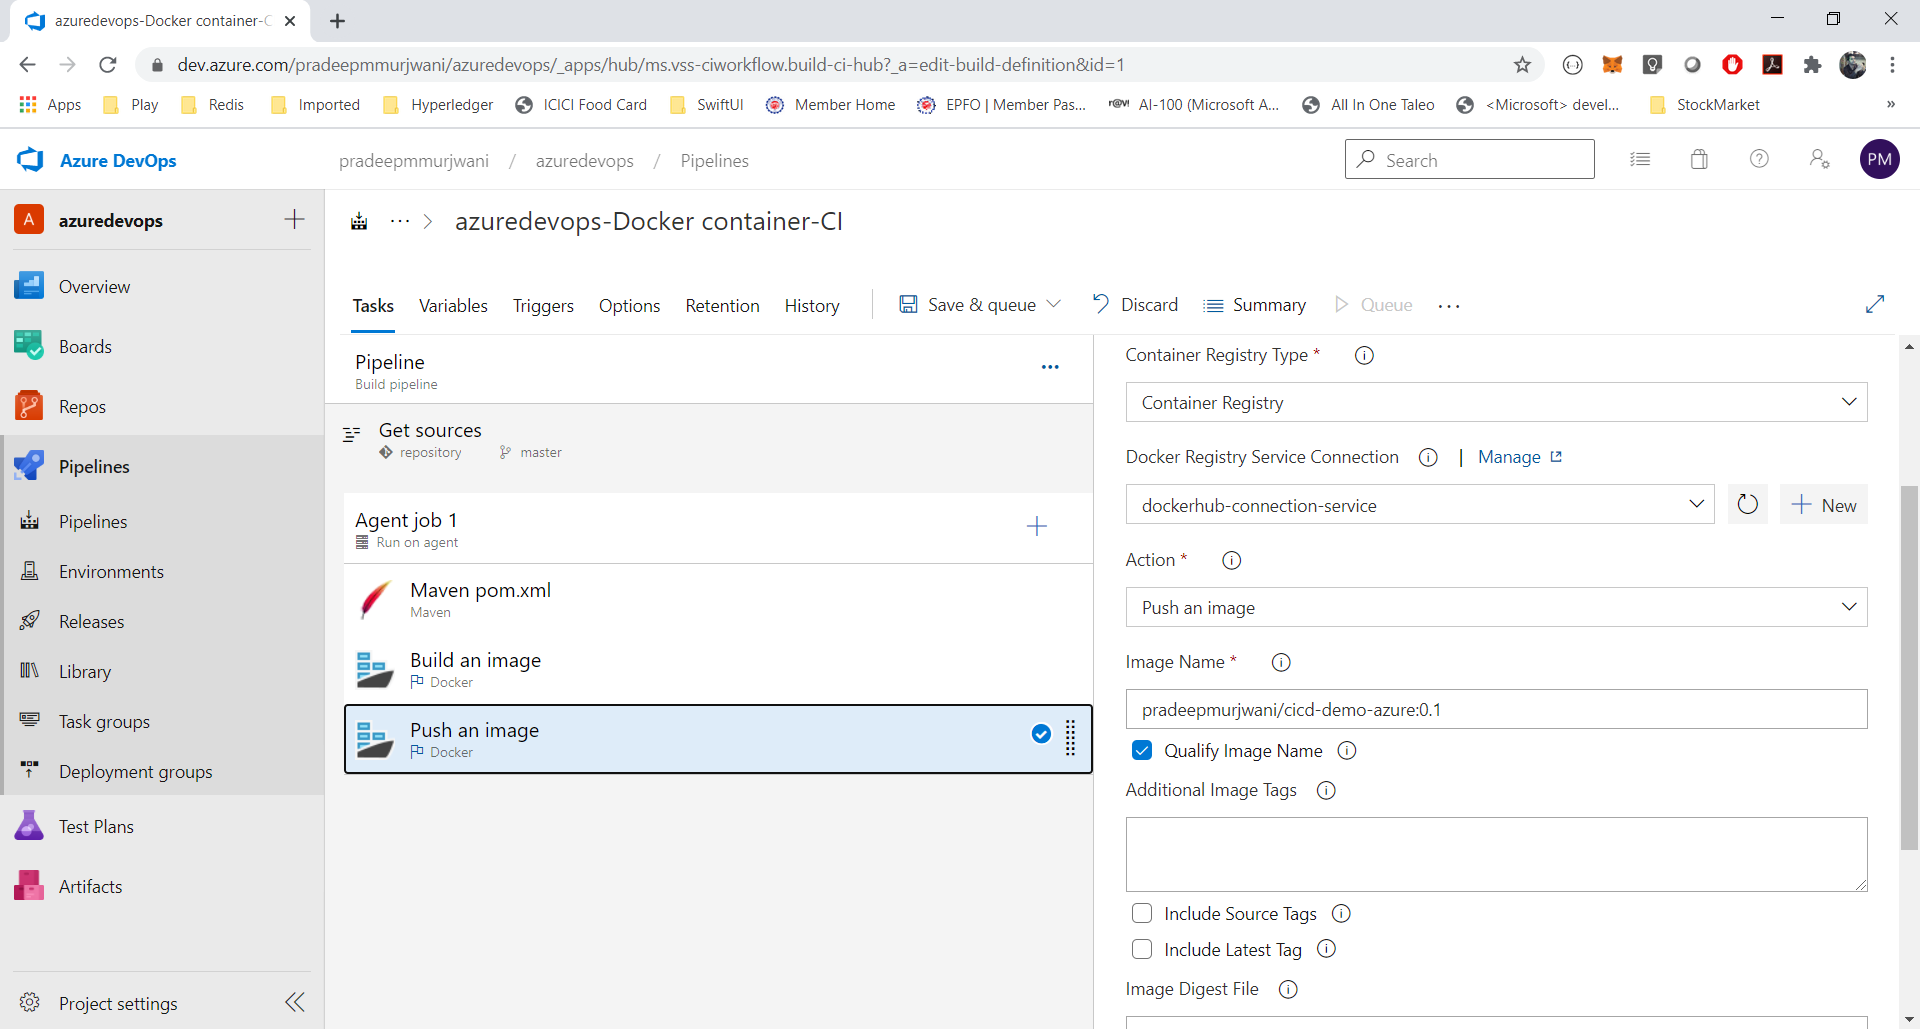 azuredevops-Docker container-C
dev.azure.com/pradeepmmurjwani/azuredevops/_apps/hub/ms.vss-ciworkflow.build-ci-hub?_a=edit-build-definition&id=1
Apps Play Redis Imported Hyperledger ICICI Food Card SwiftUI Member Home EPFO | Member Pas... r@v! AI-100 (Microsoft A... All In One Taleo <Microsoft> devel... StockMarket »
Azure DevOps pradeepmmurjwani / azuredevops / Pipelines Search PM
A azuredevops
azuredevops-Docker container-CI
Overview
Boards
Repos
Pipelines
Pipelines
Environments
Releases
Library
Task groups
Deployment groups
Test Plans
Artifacts
Project settings
Tasks Variables Triggers Options Retention History Save & queue Discard Summary Queue ...
Pipeline
Build pipeline
Get sources
repository master
Agent job 1
Run on agent
Maven pom.xml
Maven
Build an image
Docker
Push an image
Docker
Container Registry Type *
Container Registry
Docker Registry Service Connection | Manage
dockerhub-connection-service New
Action *
Push an image
Image Name *
pradeepmurjwani/cicd-demo-azure:0.1
Qualify Image Name
Additional Image Tags
Include Source Tags
Include Latest Tag
Image Digest File